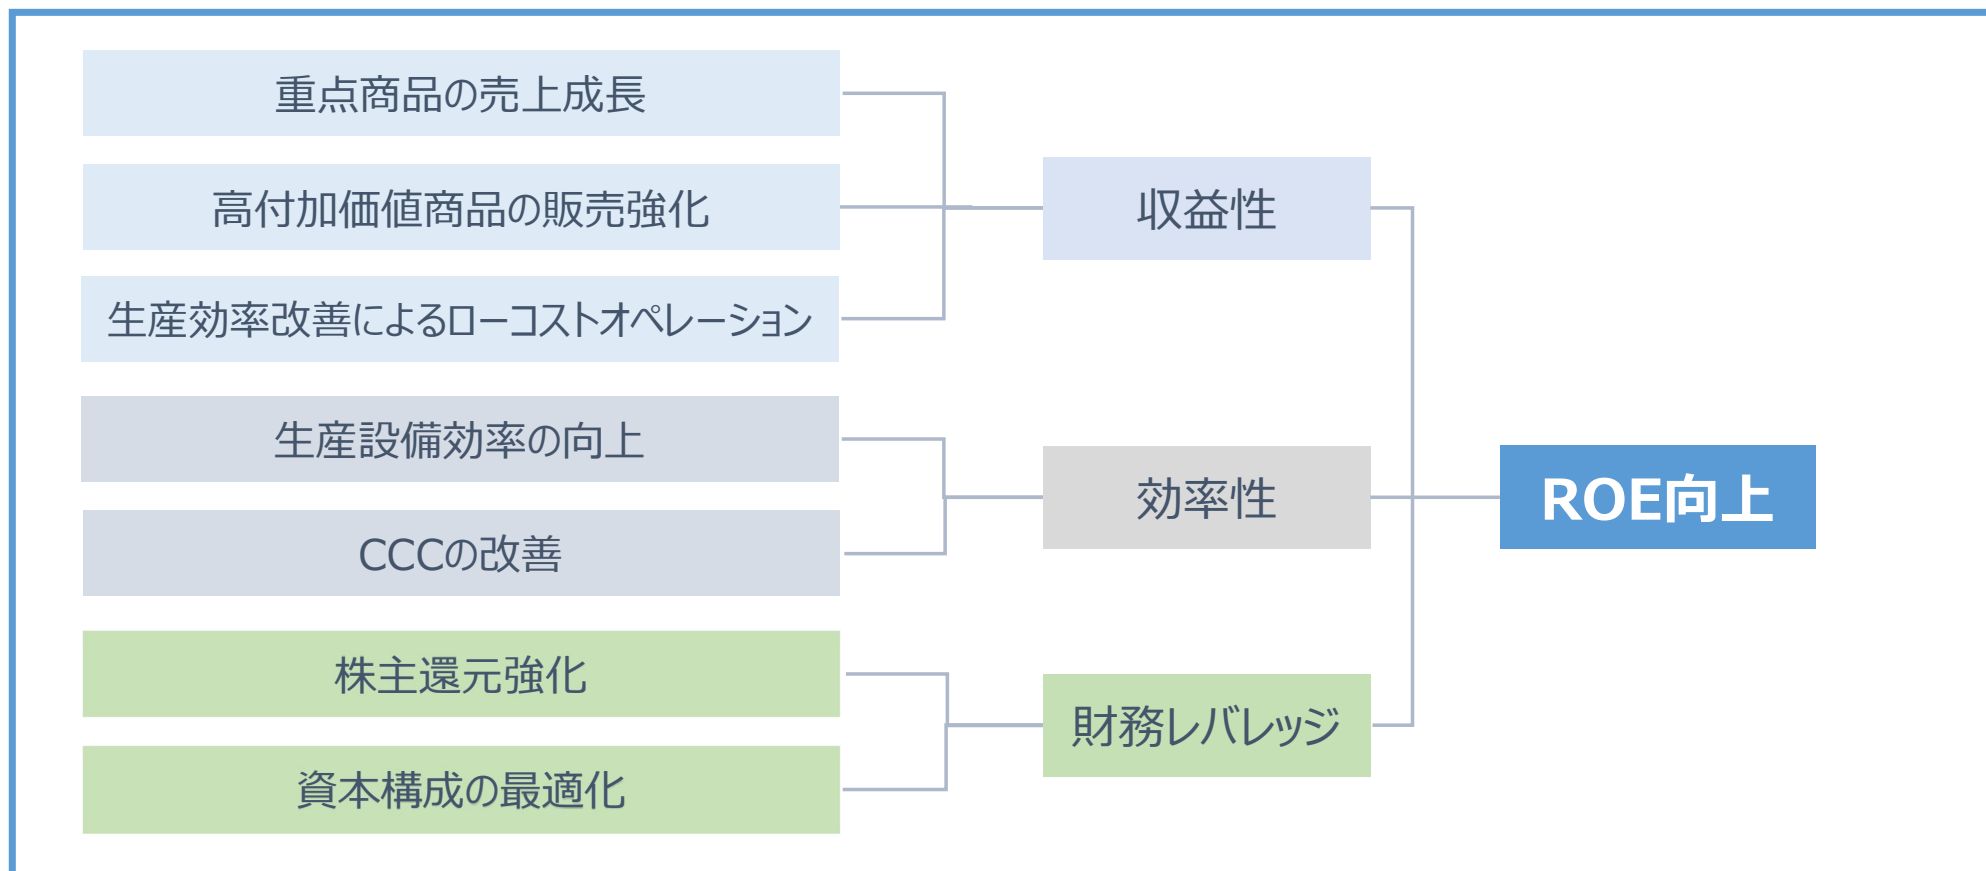 重点商品の売上成長
高付加価値商品の販売強化
生産効率改善によるローコストオペレーション
収益性
生産設備効率の向上
CCCの改善
効率性
株主還元強化
資本構成の最適化
財務レバレッジ
ROE向上